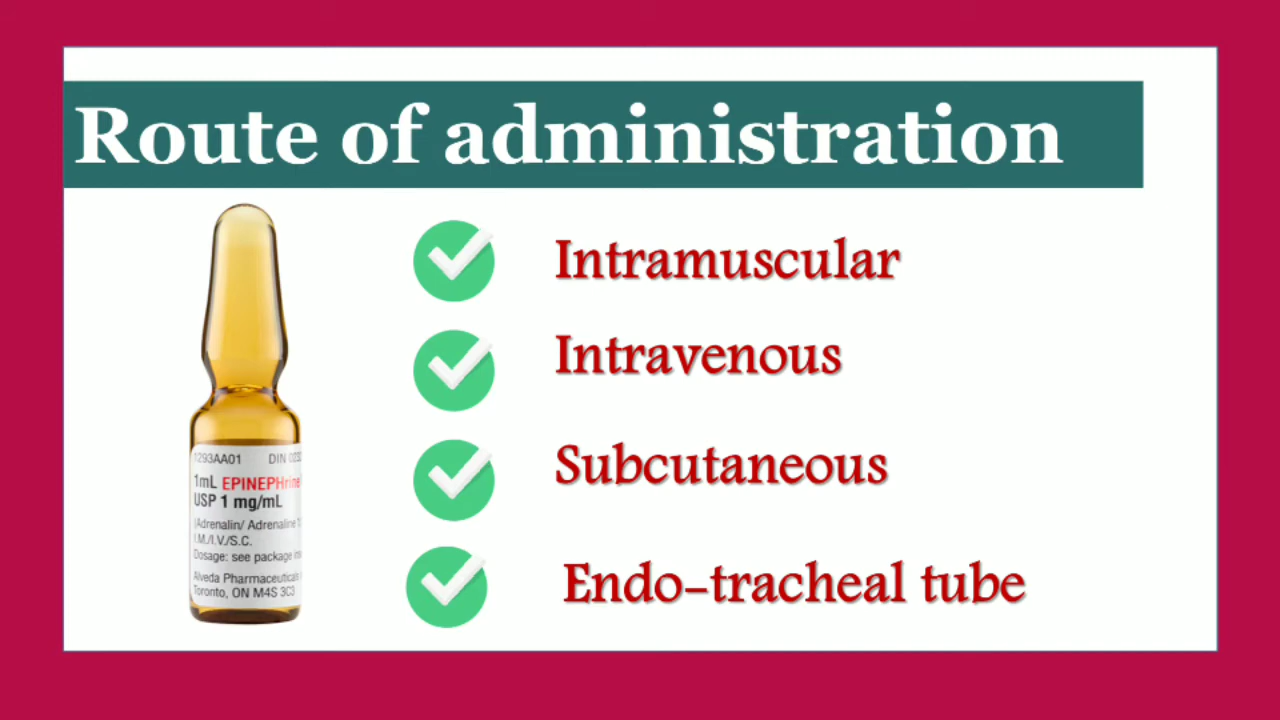 Route of administration
Intramuscular
Intravenous
Subcutaneous
Endo-tracheal tube
1293AA01 DIN
1mL EPINEPHrine
USP 1 mg/mL
(Adrenalin/ Adrenaline
I.M./I.V./S.C.
Dosage: see package
Alveda Pharmaceuticals
Toronto, ON M4S 3C3